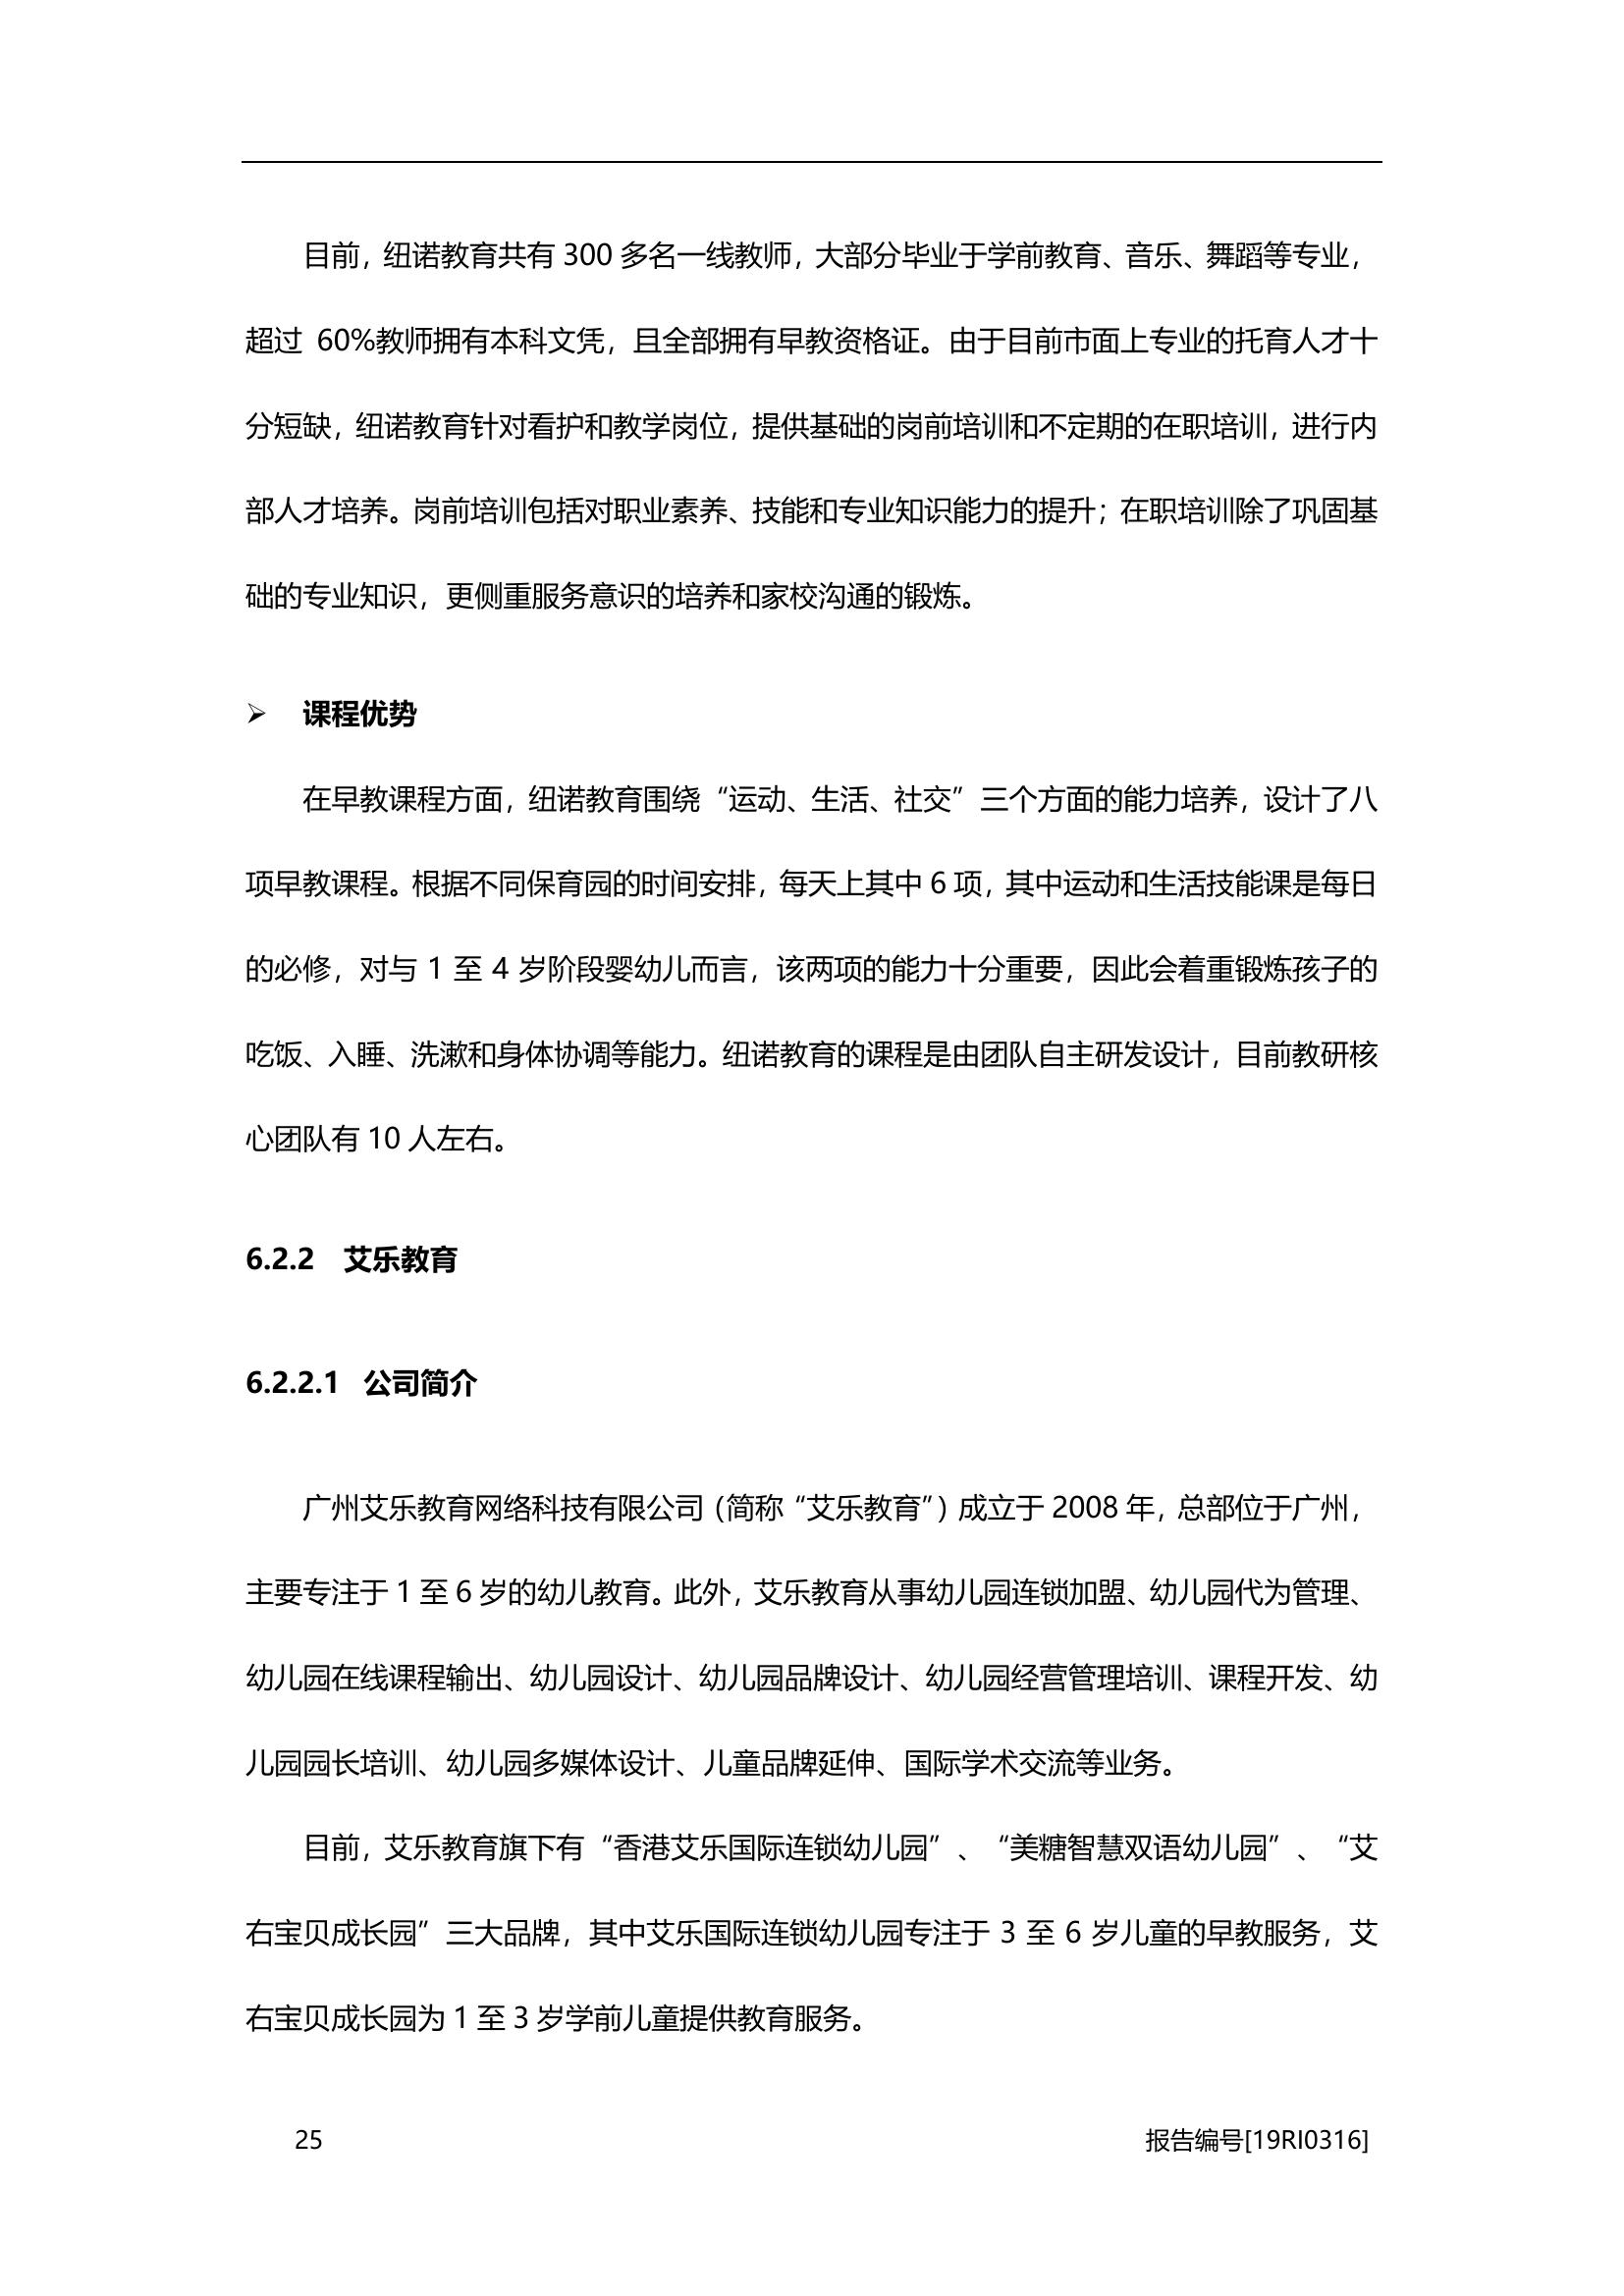 目前，纽诺教育共有 300 多名一线教师，大部分毕业于学前教育、音乐、舞蹈等专业，
超过 60%教师拥有本科文凭，且全部拥有早教资格证。由于目前市面上专业的托育人才十
分短缺，纽诺教育针对看护和教学岗位，提供基础的岗前培训和不定期的在职培训，进行内
部人才培养。岗前培训包括对职业素养、技能和专业知识能力的提升；在职培训除了巩固基
础的专业知识，更侧重服务意识的培养和家校沟通的锻炼。
➢ 课程优势
在早教课程方面，纽诺教育围绕“运动、生活、社交”三个方面的能力培养，设计了八
项早教课程。根据不同保育园的时间安排，每天上其中 6 项，其中运动和生活技能课是每日
的必修，对与 1 至 4 岁阶段婴幼儿而言，该两项的能力十分重要，因此会着重锻炼孩子的
吃饭、入睡、洗漱和身体协调等能力。纽诺教育的课程是由团队自主研发设计，目前教研核
心团队有 10 人左右。
6.2.2 艾乐教育
6.2.2.1 公司简介
广州艾乐教育网络科技有限公司（简称“艾乐教育”）成立于 2008 年，总部位于广州，
主要专注于 1 至 6 岁的幼儿教育。此外，艾乐教育从事幼儿园连锁加盟、幼儿园代为管理、
幼儿园在线课程输出、幼儿园设计、幼儿园品牌设计、幼儿园经营管理培训、课程开发、幼
儿园园长培训、幼儿园多媒体设计、儿童品牌延伸、国际学术交流等业务。
目前，艾乐教育旗下有“香港艾乐国际连锁幼儿园”、“美糖智慧双语幼儿园”、“艾
右宝贝成长园”三大品牌，其中艾乐国际连锁幼儿园专注于 3 至 6 岁儿童的早教服务，艾
右宝贝成长园为 1 至 3 岁学前儿童提供教育服务。
25 报告编号[19RI0316]